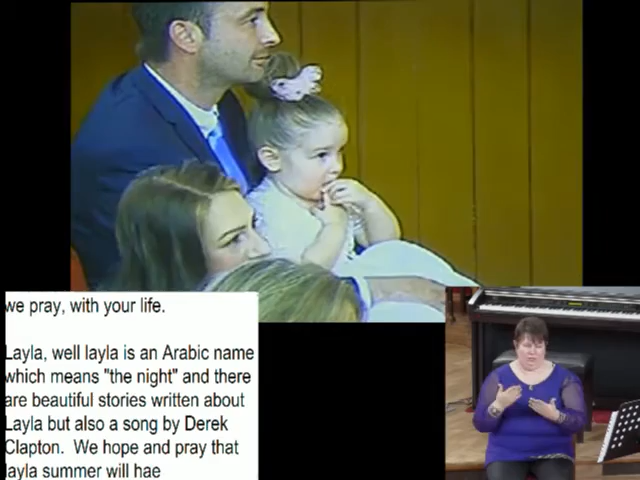 we pray, with your life.
Layla, well layla is an Arabic name
which means "the night" and there
are beautiful stories written about
Layla but also a song by Derek
Clapton.  We hope and pray that
layla summer will hae